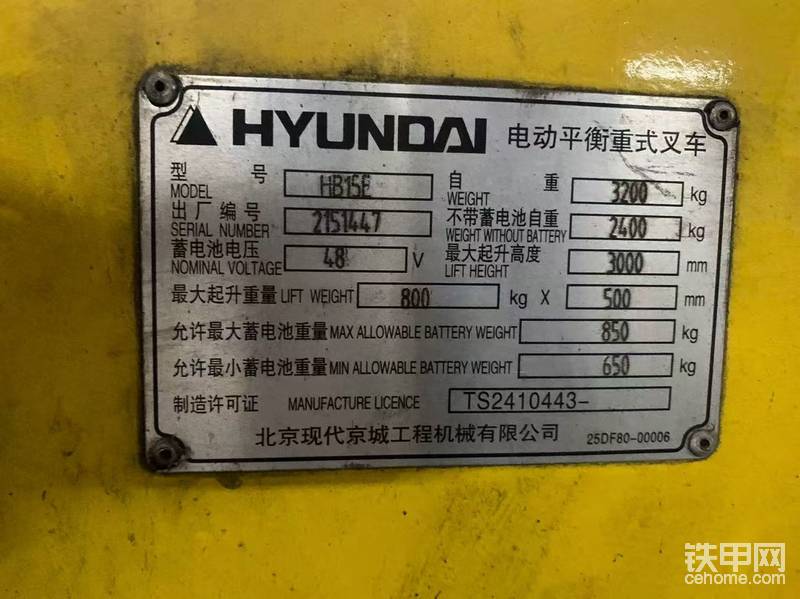 HYUNDAI 电动平衡重式叉车
型号 HB15E 自重 3200 kg
MODEL WEIGHT
出厂编号 2151447 不带蓄电池自重 2400 kg
SERIAL NUMBER WEIGHT WITHOUT BATTERY
蓄电池电压 48 V 最大起升高度 3000 mm
NOMINAL VOLTAGE LIFT HEIGHT
最大起升重量 LIFT WEIGHT 800 kg X 500 mm
允许最大蓄电池重量 MAX ALLOWABLE BATTERY WEIGHT 850 kg
允许最小蓄电池重量 MIN ALLOWABLE BATTERY WEIGHT 650 kg
制造许可证 MANUFACTURE LICENCE TS2410443-
北京现代京城工程机械有限公司 25DF80-00006
铁甲网
cehome.com